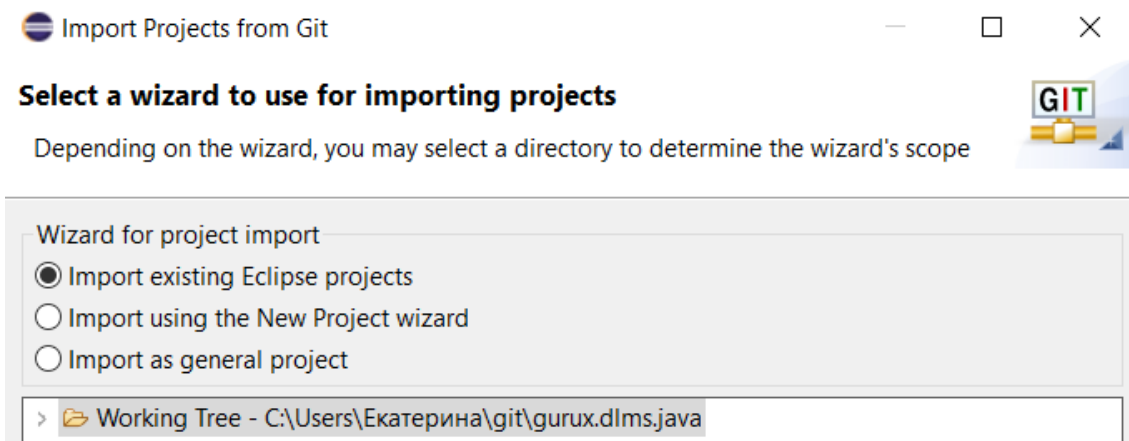 Import Projects from Git
Select a wizard to use for importing projects
GIT
Depending on the wizard, you may select a directory to determine the wizard's scope
Wizard for project import
Import existing Eclipse projects
Import using the New Project wizard
Import as general project
Working Tree - C:\Users\Екатерина\git\gurux.dlms.java